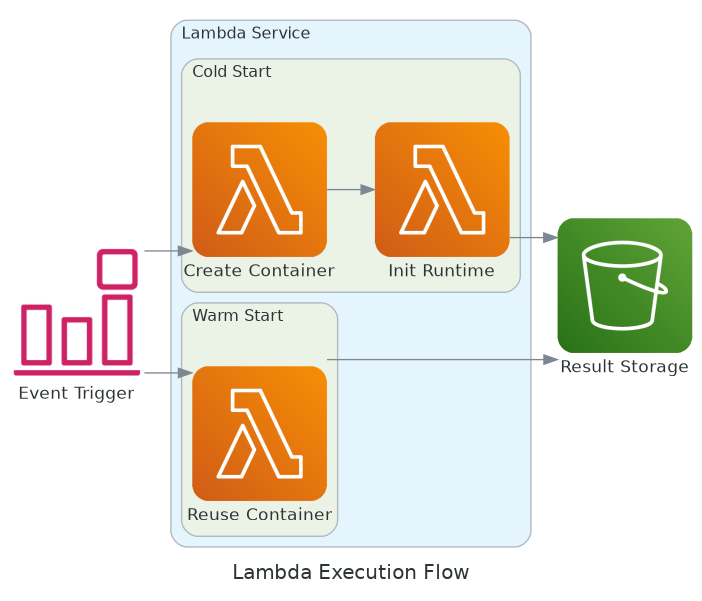 Lambda Service
Cold Start
Create Container
Init Runtime
Warm Start
Reuse Container
Event Trigger
Result Storage
Lambda Execution Flow